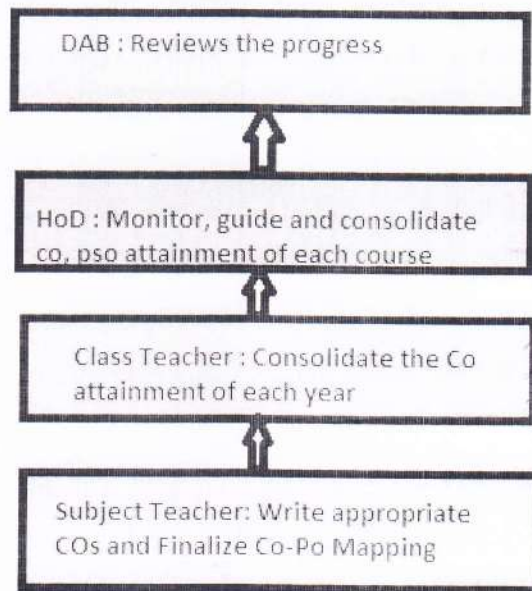 DAB : Reviews the progress
HoD : Monitor, guide and consolidate
co, pso attainment of each course
Class Teacher : Consolidate the Co
attainment of each year
Subject Teacher: Write appropriate
COs and Finalize Co-Po Mapping